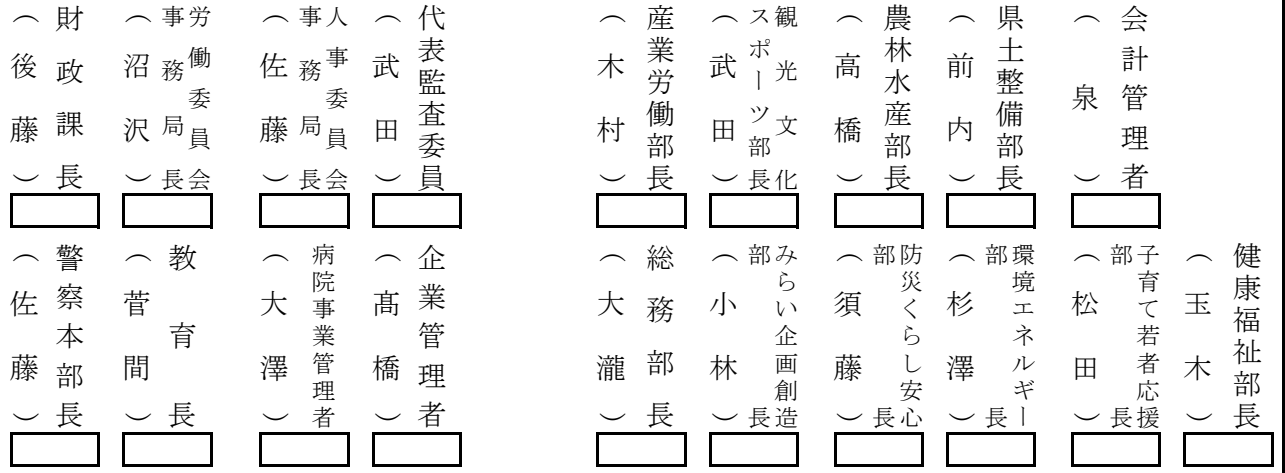 会計管理者
（泉）
県土整備部長
（前内）
農林水産部長
（高橋）
観光文化
スポーツ部長
（武田）
産業労働部長
（木村）
代表監査委員
（武田）
人事委員会
事務局長
（佐藤）
労働委員会
事務局長
（沼沢）
財政課長
（後藤）
健康福祉部長
（玉木）
子育て若者応援
部長
（松田）
環境エネルギー
部長
（杉澤）
防災くらし安心
部長
（須藤）
みらい企画創造
部長
（小林）
総務部長
（大瀧）
企業管理者
（髙橋）
病院事業管理者
（大澤）
教育長
（菅間）
警察本部長
（佐藤）